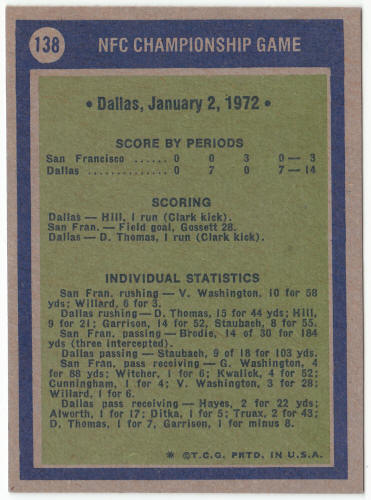 138
NFC CHAMPIONSHIP GAME
• Dallas, January 2, 1972 •
SCORE BY PERIODS
San Francisco ...... 0 0 3 0 — 3
Dallas .............. 0 7 0 7 — 14
SCORING
Dallas — Hill, 1 run (Clark kick).
San Fran. — Field goal, Gossett 28.
Dallas — D. Thomas, 1 run (Clark kick).
INDIVIDUAL STATISTICS
San Fran. rushing — V. Washington, 10 for 58
yds; Willard, 6 for 3.
Dallas rushing — D. Thomas, 15 for 44 yds; Hill,
9 for 21; Garrison, 14 for 52, Staubach, 8 for 55.
San Fran. passing — Brodie, 14 of 30 for 184
yds (three intercepted).
Dallas passing — Staubach, 9 of 18 for 103 yds.
San Fran. pass receiving — G. Washington, 4
for 88 yds; Witcher, 1 for 6; Kwalick, 4 for 52;
Cunningham, 1 for 4; V. Washington, 3 for 28;
Willard, 1 for 6.
Dallas pass receiving — Hayes, 2 for 22 yds;
Alworth, 1 for 17; Ditka, 1 for 5; Truax, 2 for 43;
D. Thomas, 1 for 7, Garrison, 1 for minus 8.
* © T.C.G. PRTD. IN U.S.A.